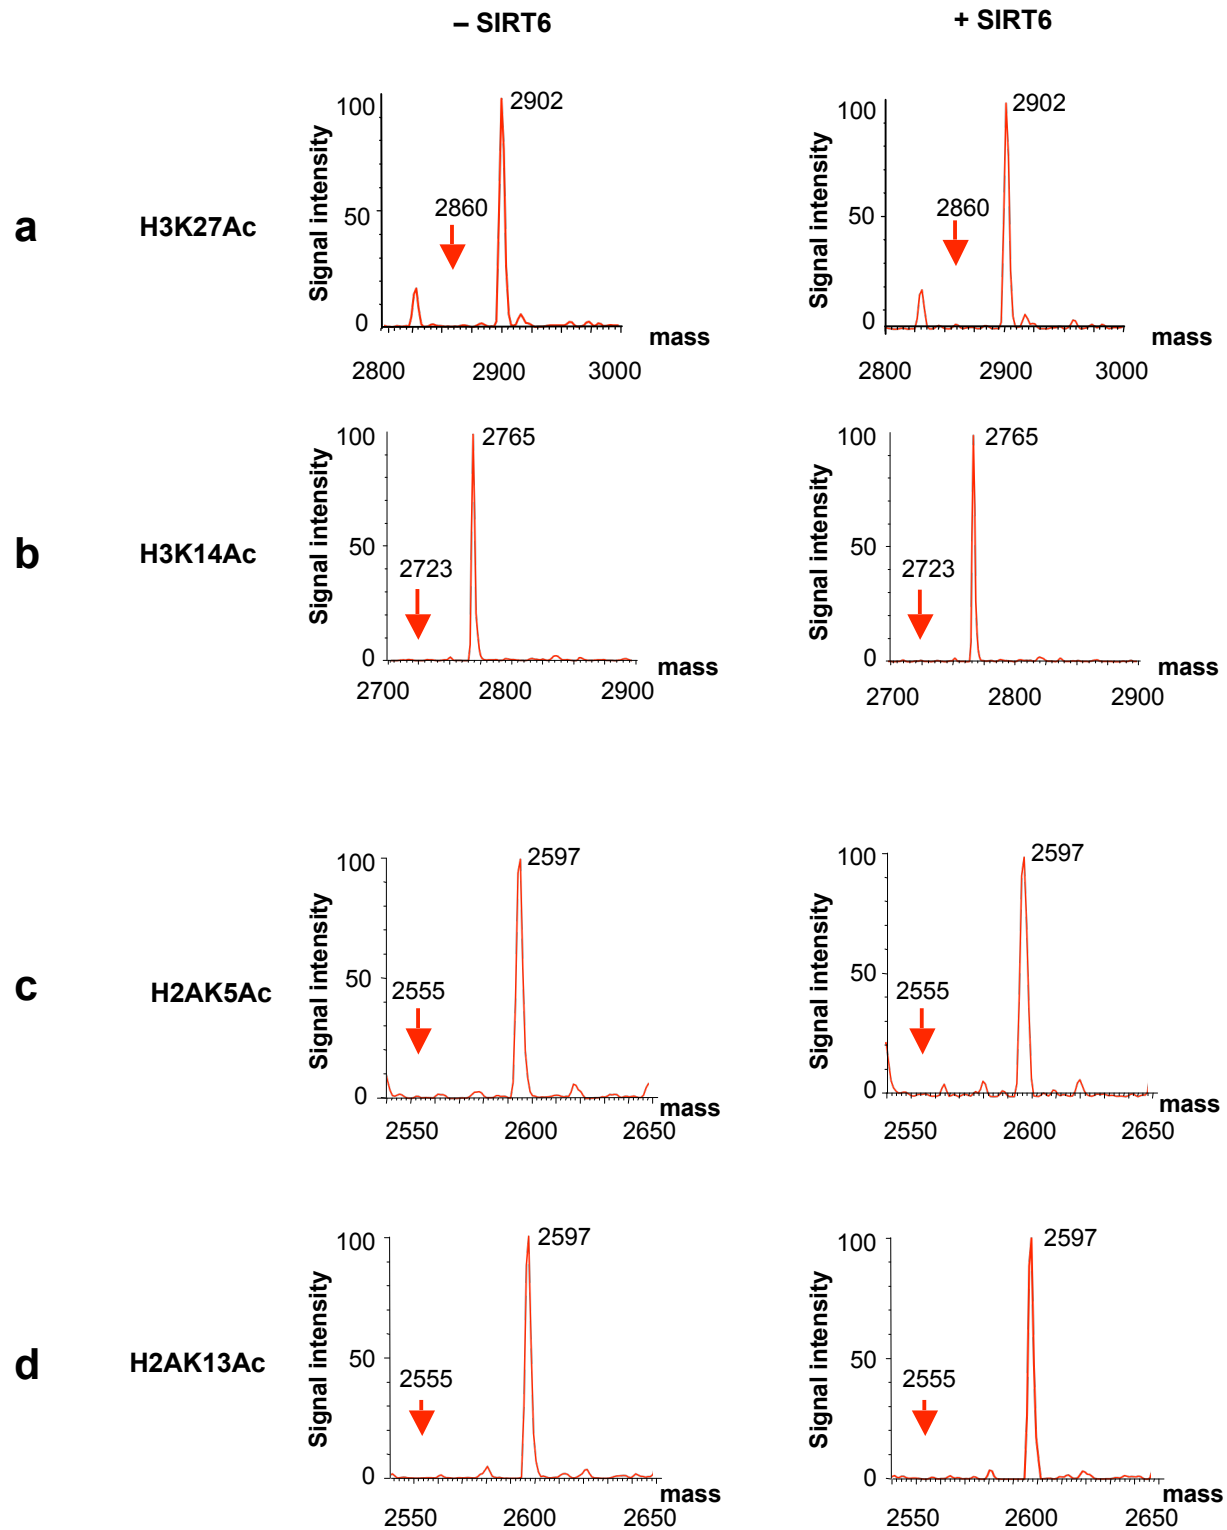 – SIRT6
+ SIRT6
a
H3K27Ac
Signal intensity
100
50
0
2902
2860
mass
2800 2900 3000
Signal intensity
100
50
0
2902
2860
mass
2800 2900 3000
b
H3K14Ac
Signal intensity
100
50
0
2765
2723
mass
2700 2800 2900
Signal intensity
100
50
0
2765
2723
mass
2700 2800 2900
c
H2AK5Ac
Signal intensity
100
50
0
2597
2555
mass
2550 2600 2650
Signal intensity
100
50
0
2597
2555
mass
2550 2600 2650
d
H2AK13Ac
Signal intensity
100
50
0
2597
2555
mass
2550 2600 2650
Signal intensity
100
50
0
2597
2555
mass
2550 2600 2650